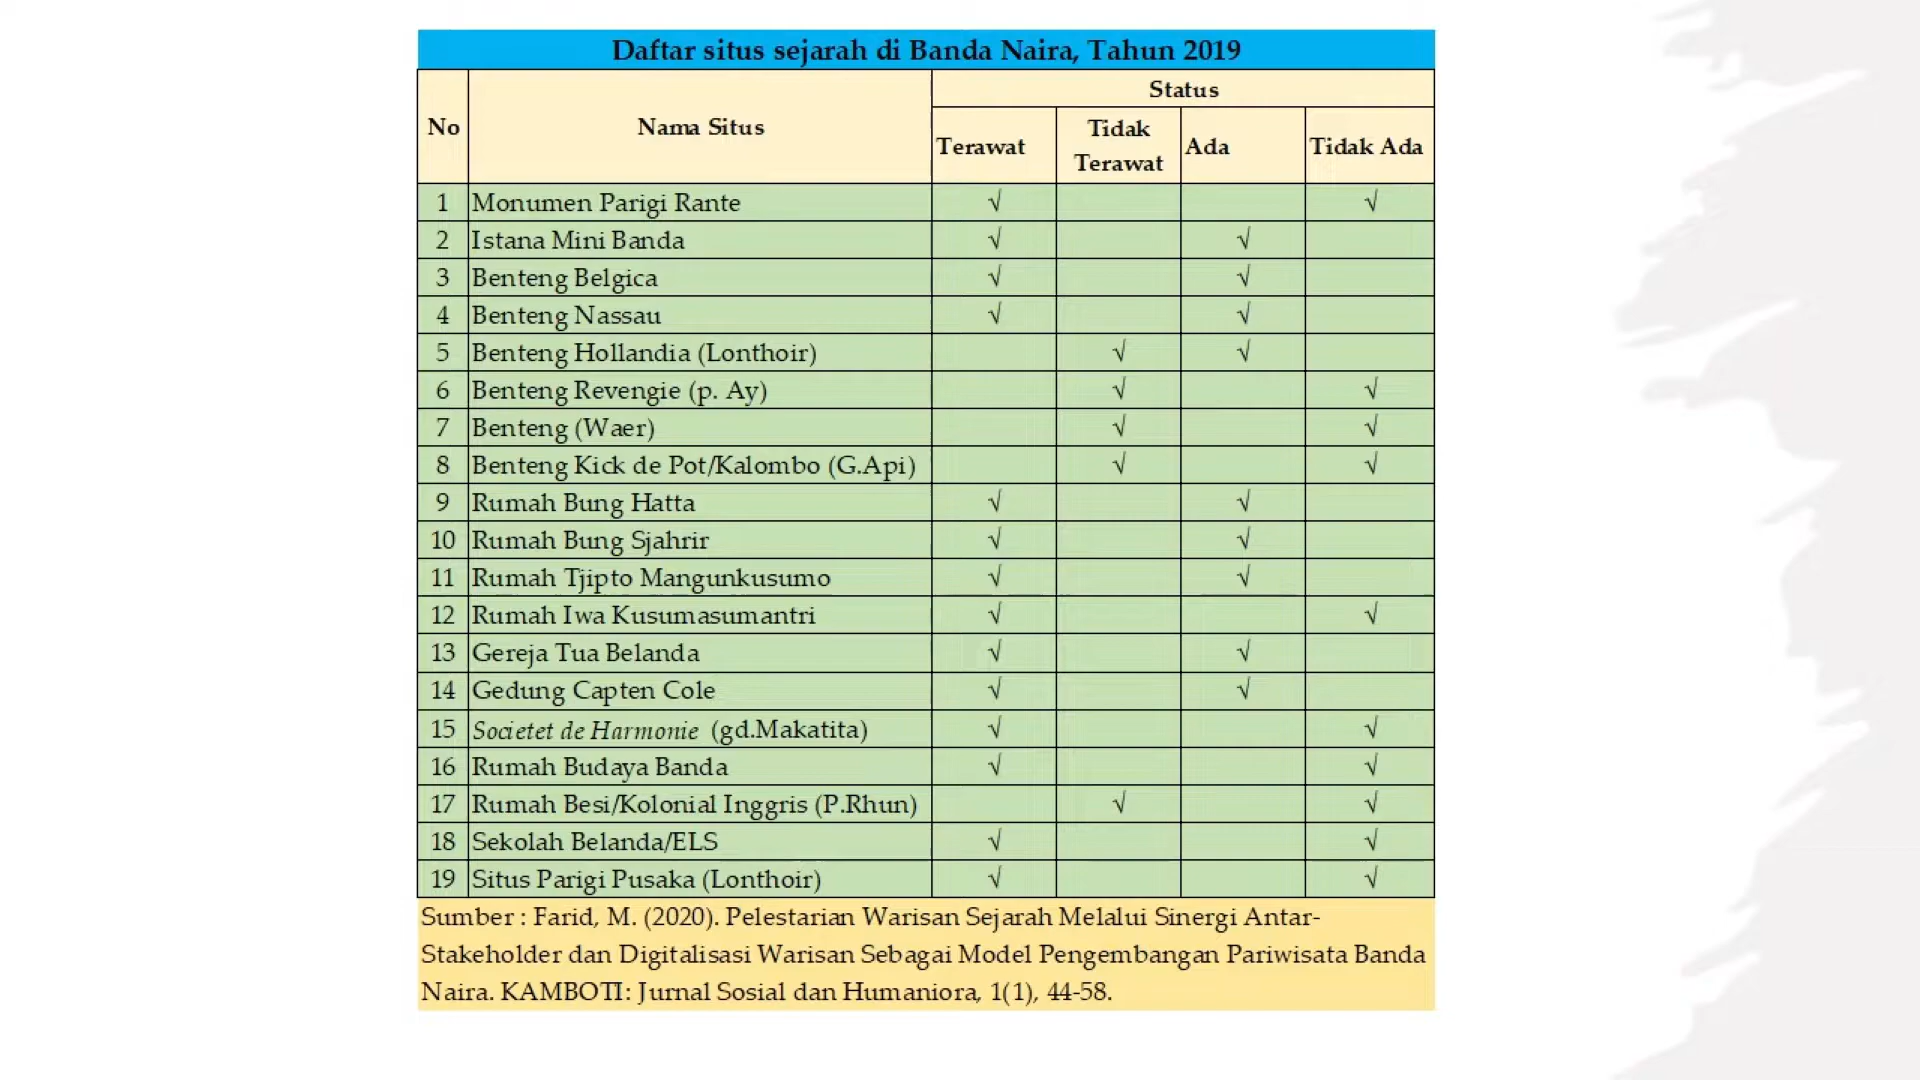 Daftar situs sejarah di Banda Naira, Tahun 2019
No Nama Situs Status
Terawat Tidak Terawat Ada Tidak Ada
1 Monumen Parigi Rante √ √
2 Istana Mini Banda √ √
3 Benteng Belgica √ √
4 Benteng Nassau √ √
5 Benteng Hollandia (Lonthoir) √ √
6 Benteng Revengie (p. Ay) √ √
7 Benteng (Waer) √ √
8 Benteng Kick de Pot/Kalombo (G.Api) √ √
9 Rumah Bung Hatta √ √
10 Rumah Bung Sjahrir √ √
11 Rumah Tjipto Mangunkusumo √ √
12 Rumah Iwa Kusumasumantri √ √
13 Gereja Tua Belanda √ √
14 Gedung Capten Cole √ √
15 Societet de Harmonie (gd.Makatita) √ √
16 Rumah Budaya Banda √ √
17 Rumah Besi/Kolonial Inggris (P.Rhun) √ √
18 Sekolah Belanda/ELS √ √
19 Situs Parigi Pusaka (Lonthoir) √ √
Sumber : Farid, M. (2020). Pelestarian Warisan Sejarah Melalui Sinergi Antar-
Stakeholder dan Digitalisasi Warisan Sebagai Model Pengembangan Pariwisata Banda
Naira. KAMBOTI: Jurnal Sosial dan Humaniora, 1(1), 44-58.